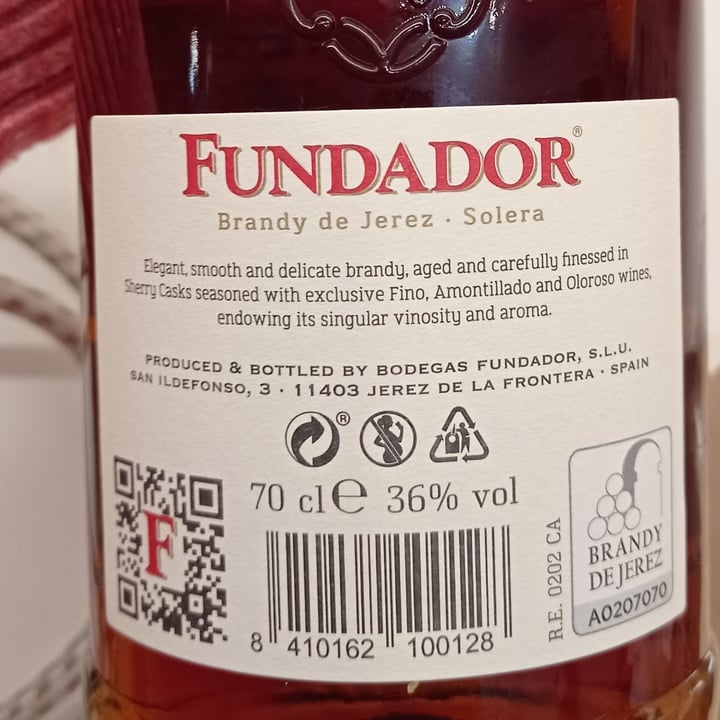 FUNDADOR®
Brandy de Jerez · Solera
Elegant, smooth and delicate brandy, aged and carefully finessed in
Sherry Casks seasoned with exclusive Fino, Amontillado and Oloroso wines,
endowing its singular vinosity and aroma.
PRODUCED & BOTTLED BY BODEGAS FUNDADOR, S.L.U.
SAN ILDEFONSO, 3 · 11403 JEREZ DE LA FRONTERA · SPAIN
®
70 cl e 36% vol
F
R.E. 0202 CA
BRANDY
DE JEREZ
A0207070
8 410162 100128